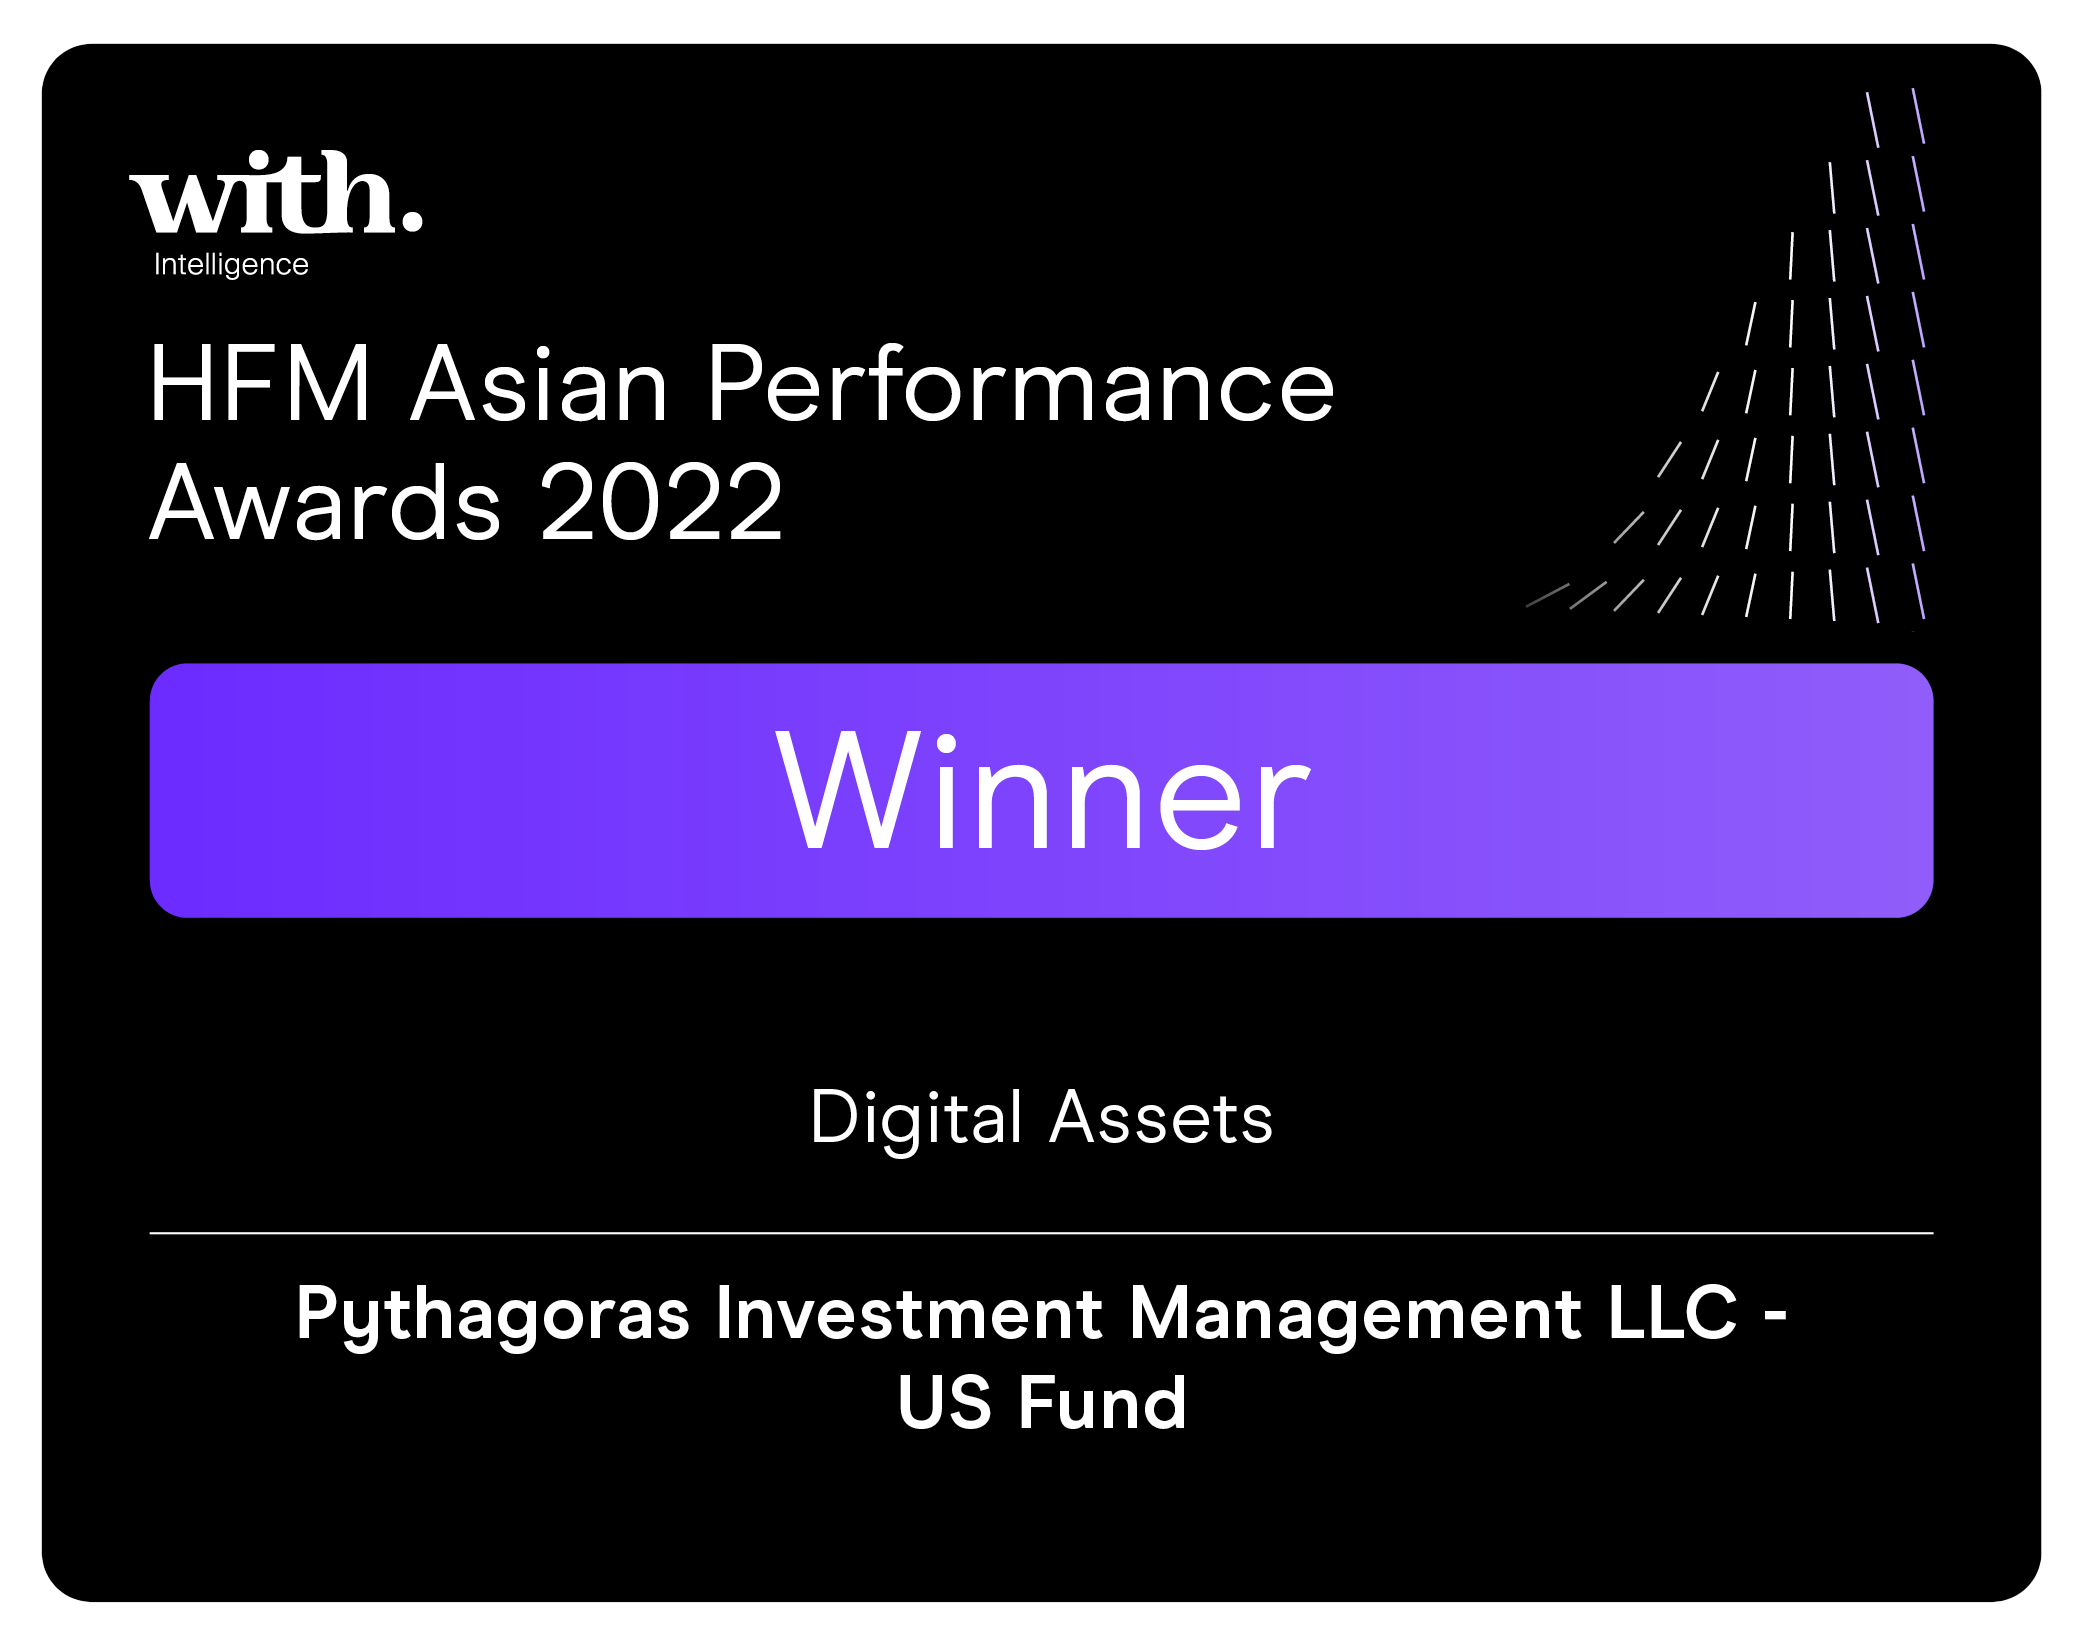 with.
Intelligence
HFM Asian Performance
Awards 2022
Winner
Digital Assets
Pythagoras Investment Management LLC -
US Fund